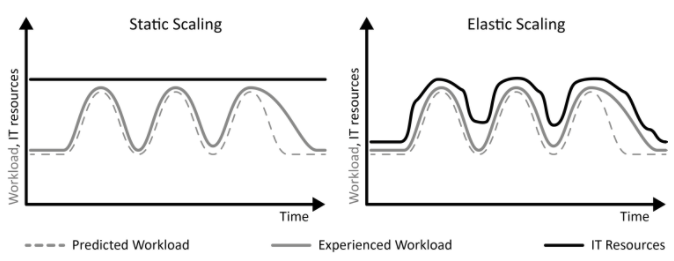 Static Scaling
Elastic Scaling
Workload, IT resources
Time
Workload, IT resources
Time
Predicted Workload
Experienced Workload
IT Resources